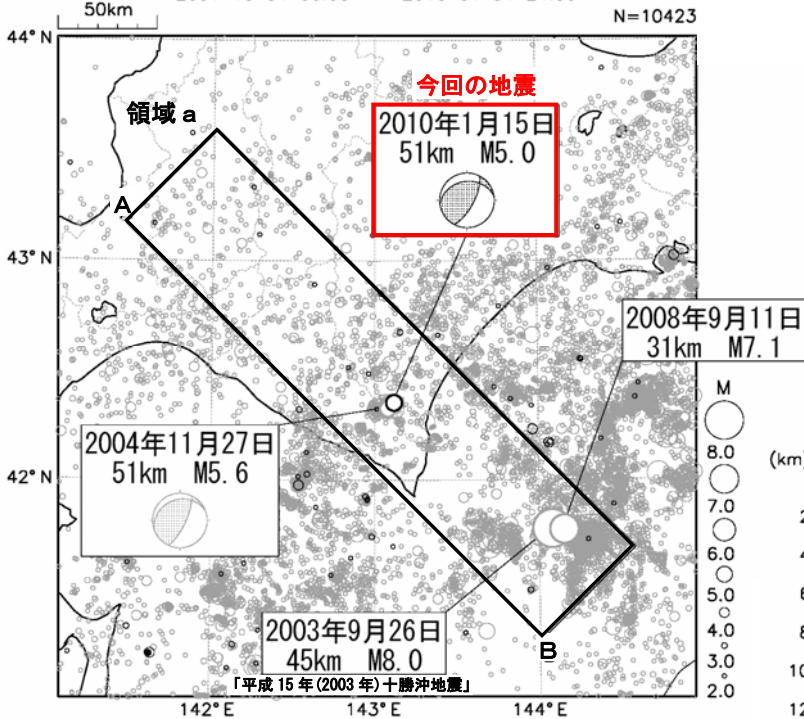 50km
N=10423
44°N
今回の地震
領域 a
2010年1月15日
51km M5.0
A
43°N
2008年9月11日
31km M7.1
M
2004年11月27日
51km M5.6
42°N
8.0
7.0
6.0
5.0
4.0
3.0
2.0
(km)
2003年9月26日
45km M8.0
「平成 15 年(2003 年)十勝沖地震」
B
142°E
143°E
144°E